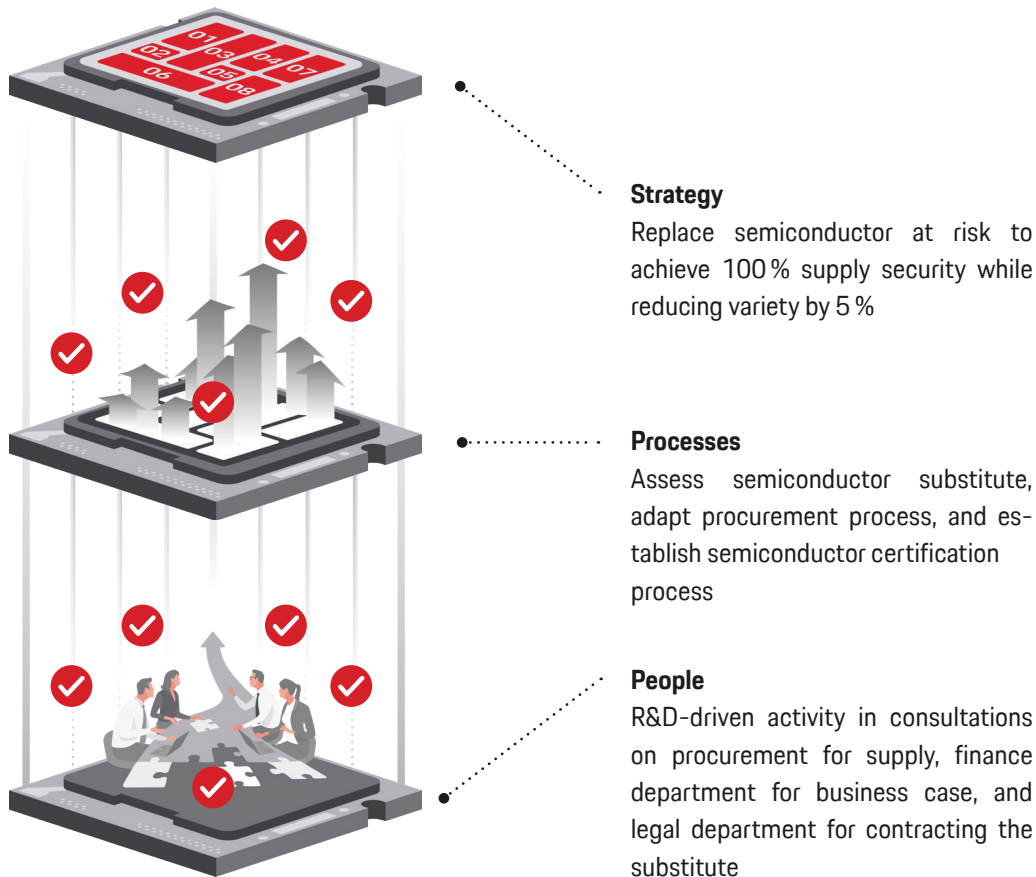 01
02
03
04
07
06
05
08
Strategy
Replace semiconductor at risk to
achieve 100 % supply security while
reducing variety by 5 %
Processes
Assess semiconductor substitute,
adapt procurement process, and es-
tablish semiconductor certification
process
People
R&D-driven activity in consultations
on procurement for supply, finance
department for business case, and
legal department for contracting the
substitute